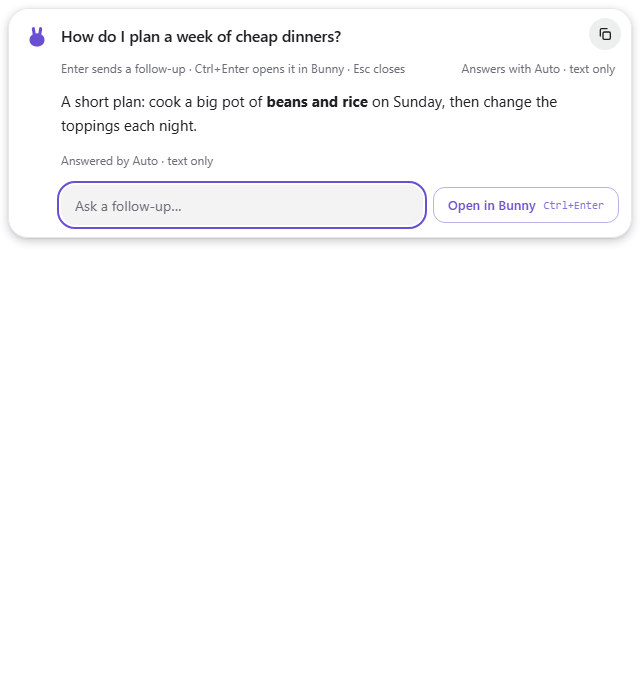 How do I plan a week of cheap dinners?
Enter sends a follow-up · Ctrl+Enter opens it in Bunny · Esc closes
Answers with Auto · text only
A short plan: cook a big pot of beans and rice on Sunday, then change the
toppings each night.
Answered by Auto · text only
Ask a follow-up...
Open in Bunny Ctrl+Enter